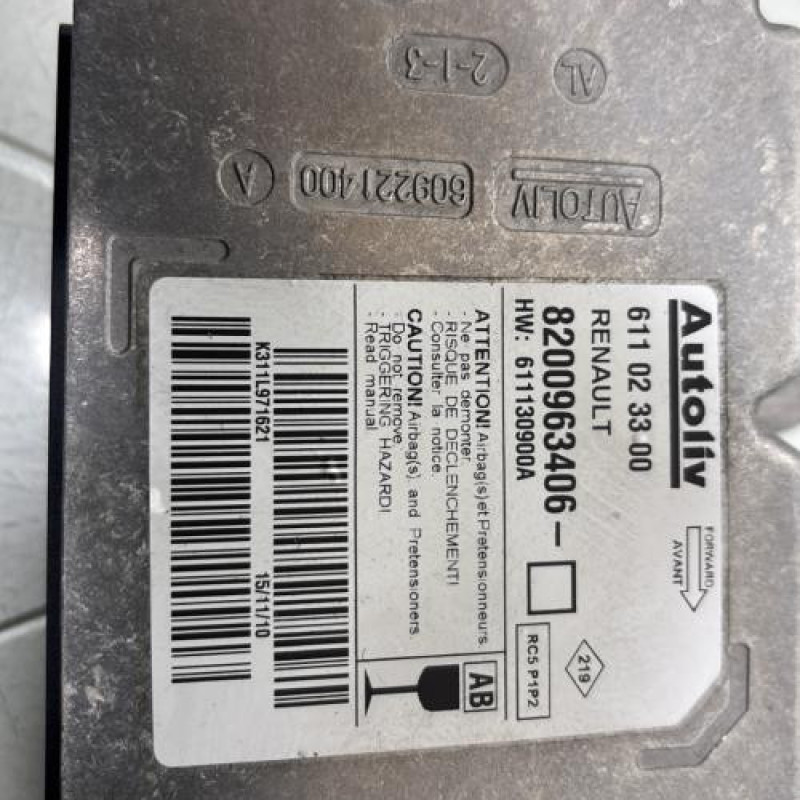 2-1-3
AL
609221400
A
AUTOLIV
Autoliv
611 02 33 00
RENAULT
8200963406-
HW: 611130900A
FORWARD
AVANT
219
RC5 P1P2
ATTENTION! Airbag(s) et Pretensionneurs
- Ne pas demonter.
- RISQUE DE DECLENCHEMENT!
- Consulter la notice.
CAUTION! Airbag(s) and Pretensioners
- Do not remove.
- TRIGGERING HAZARD!
- Read manual.
AB
K311L971621
15/11/10